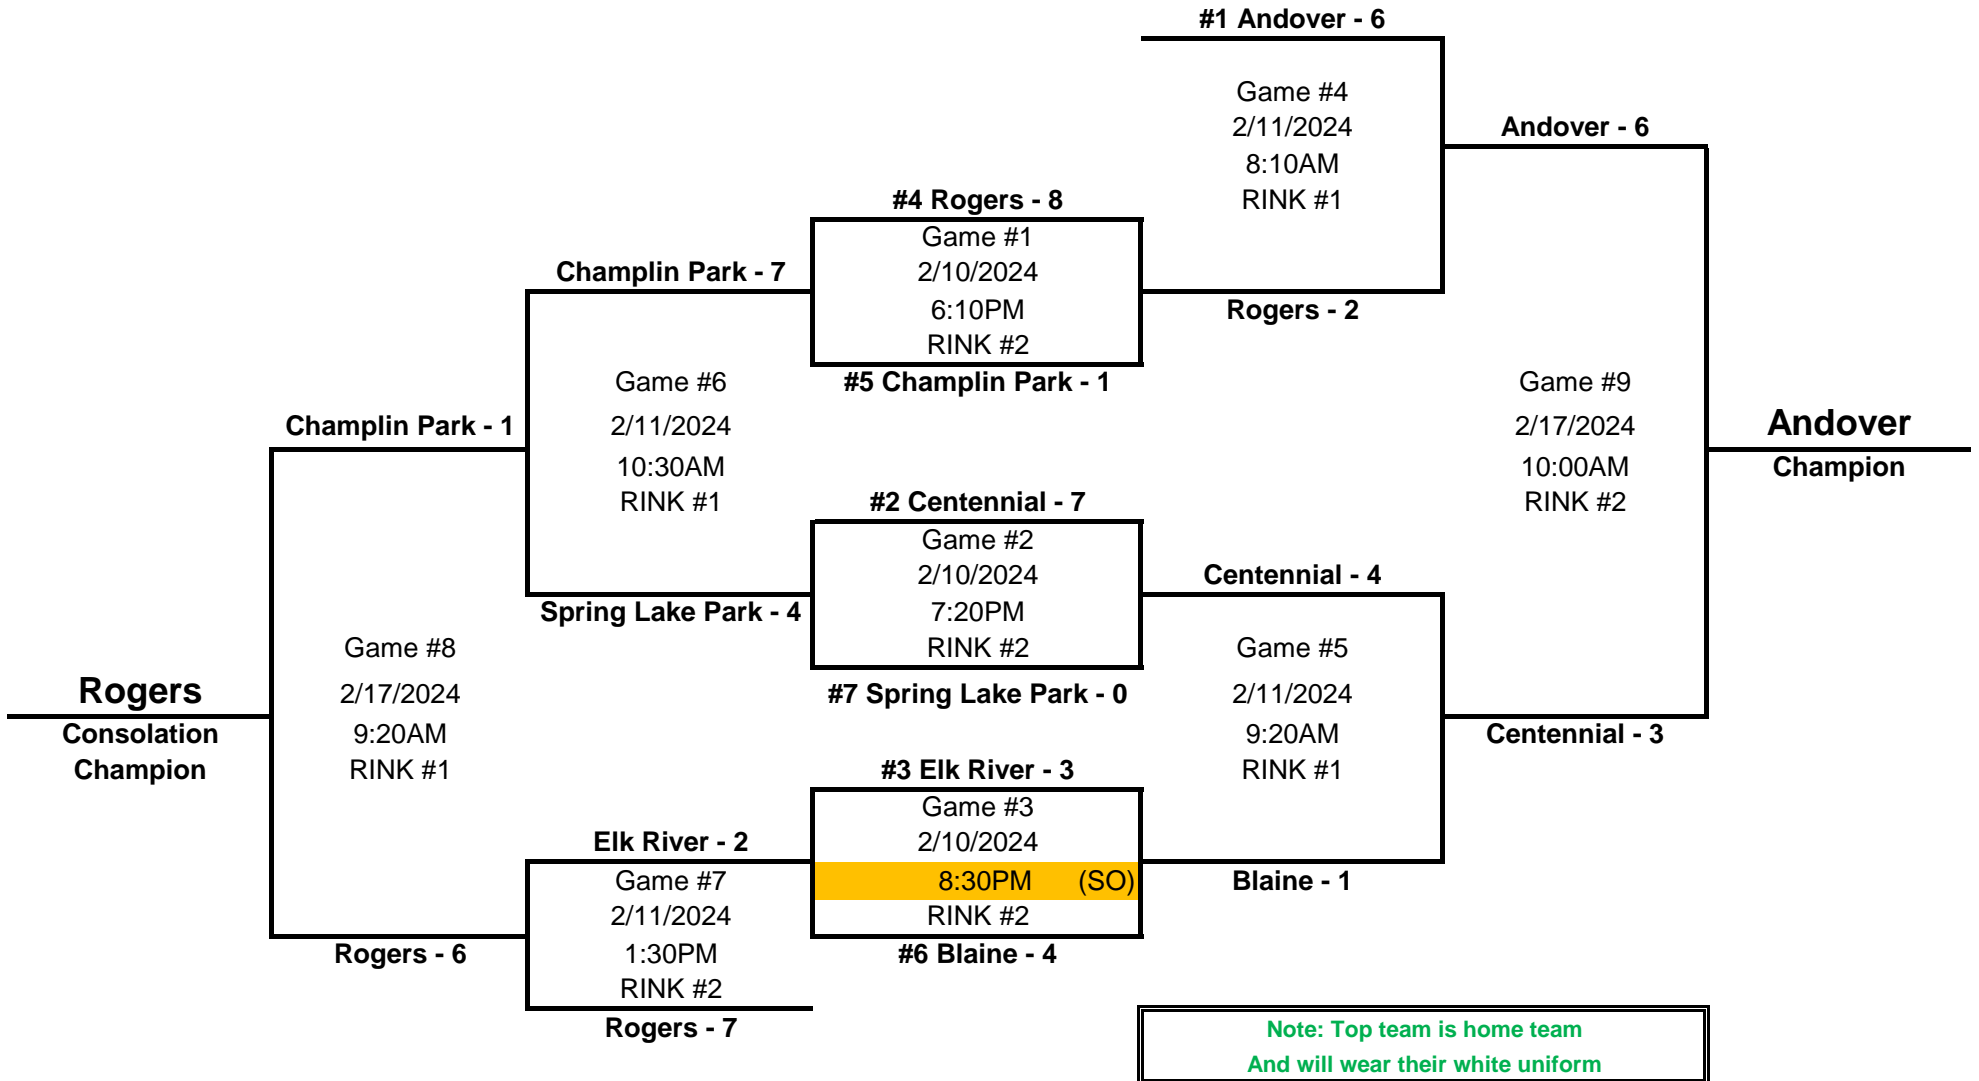 #1 Andover - 6
Game #4
2/11/2024
8:10AM
RINK #1
Andover - 6
#4 Rogers - 8
Game #1
2/10/2024
6:10PM
RINK #2
#5 Champlin Park - 1
Champlin Park - 7
Rogers - 2
Game #6
2/11/2024
10:30AM
RINK #1
Champlin Park - 1
Game #9
2/17/2024
10:00AM
RINK #2
Andover
Champion
#2 Centennial - 7
Game #2
2/10/2024
7:20PM
RINK #2
#7 Spring Lake Park - 0
Spring Lake Park - 4
Centennial - 4
Game #8
2/17/2024
9:20AM
RINK #1
Rogers
Consolation
Champion
Game #5
2/11/2024
9:20AM
RINK #1
Centennial - 3
#3 Elk River - 3
Game #3
2/10/2024
8:30PM (SO)
RINK #2
#6 Blaine - 4
Elk River - 2
Game #7
2/11/2024
1:30PM
RINK #2
Rogers - 7
Blaine - 1
Rogers - 6
Note: Top team is home team
And will wear their white uniform